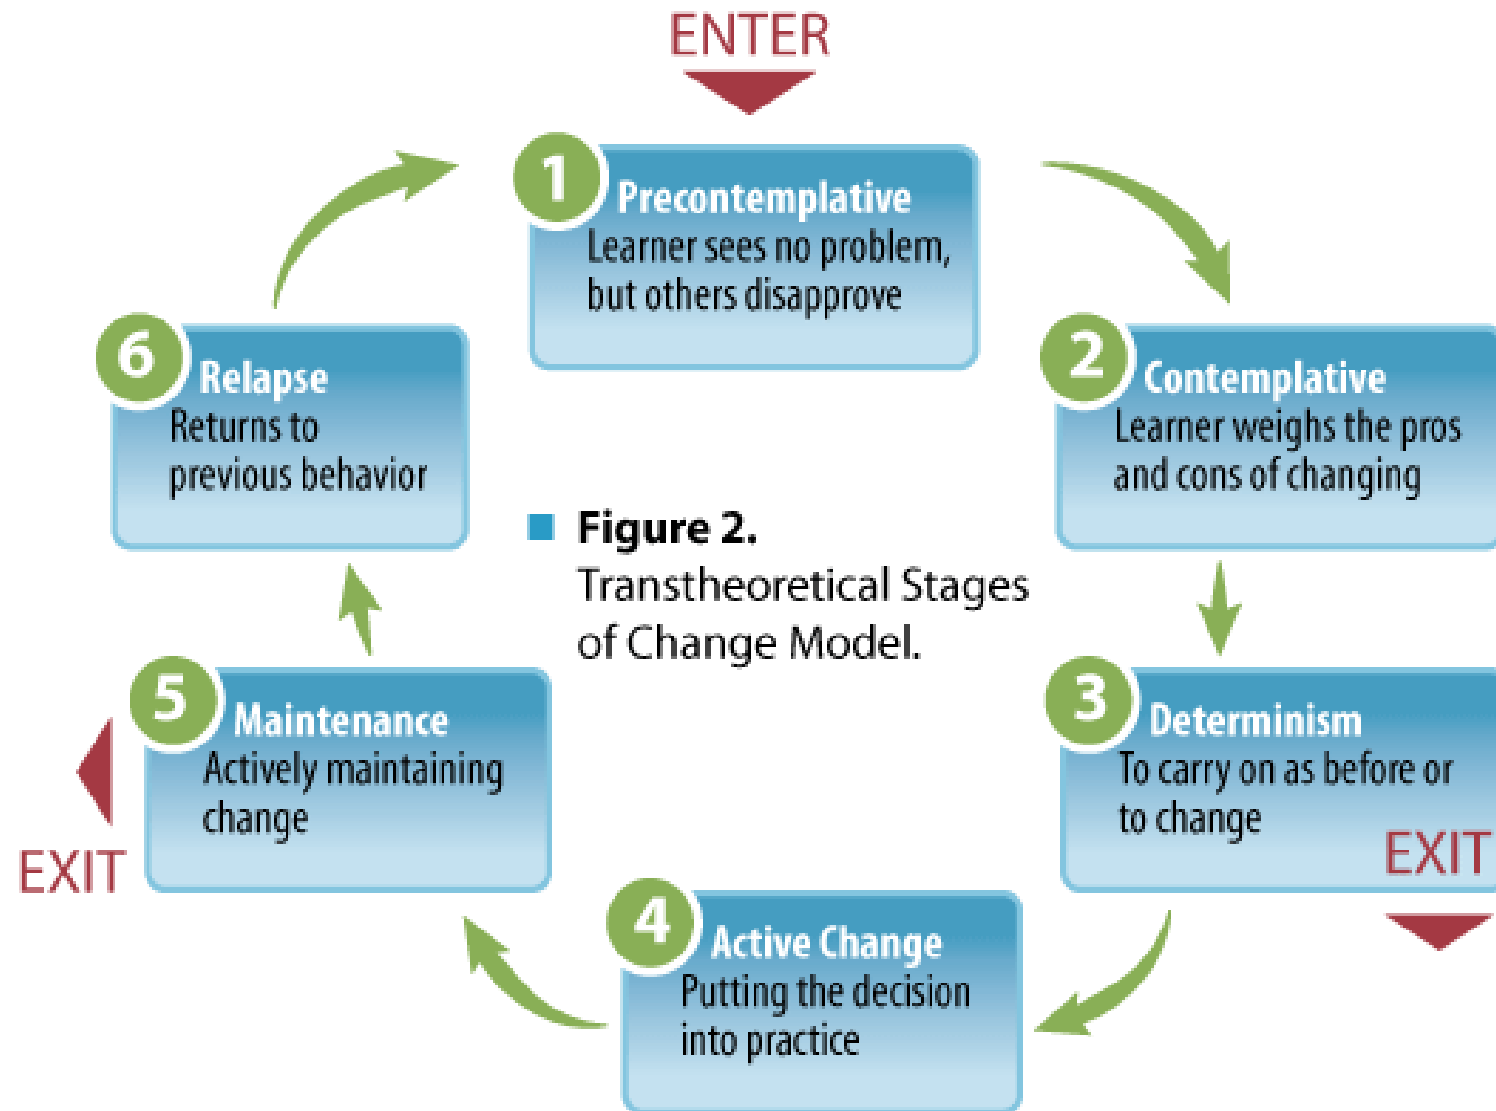 ENTER
1
Precontemplative
Learner sees no problem,
but others disapprove
2
Contemplative
Learner weighs the pros
and cons of changing
3
Determinism
To carry on as before or
to change
EXIT
4
Active Change
Putting the decision
into practice
5
Maintenance
Actively maintaining
change
EXIT
6
Relapse
Returns to
previous behavior
Figure 2.
Transtheoretical Stages
of Change Model.